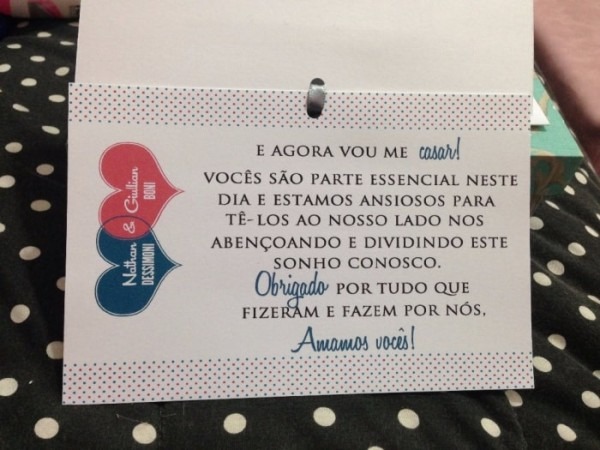 Nathan & Giullian
DESSIMONI BONI
E AGORA VOU ME casar!
VOCÊS SÃO PARTE ESSENCIAL NESTE
DIA E ESTAMOS ANSIOSOS PARA
TÊ-LOS AO NOSSO LADO NOS
ABENÇOANDO E DIVIDINDO ESTE
SONHO CONOSCO.
Obrigado POR TUDO QUE
FIZERAM E FAZEM POR NÓS,
Amamos vocês!